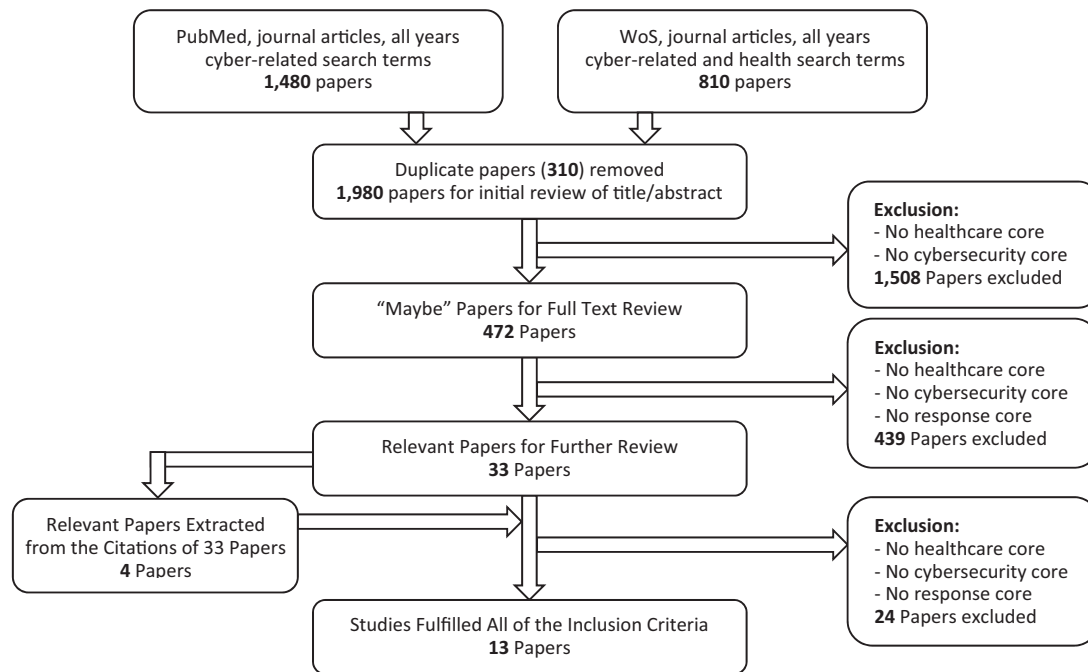 PubMed, journal articles, all years
cyber-related search terms
1,480 papers
WoS, journal articles, all years
cyber-related and health search terms
810 papers
Duplicate papers (310) removed
1,980 papers for initial review of title/abstract
Exclusion:
- No healthcare core
- No cybersecurity core
1,508 Papers excluded
“Maybe” Papers for Full Text Review
472 Papers
Exclusion:
- No healthcare core
- No cybersecurity core
- No response core
439 Papers excluded
Relevant Papers for Further Review
33 Papers
Relevant Papers Extracted
from the Citations of 33 Papers
4 Papers
Exclusion:
- No healthcare core
- No cybersecurity core
- No response core
24 Papers excluded
Studies Fulfilled All of the Inclusion Criteria
13 Papers